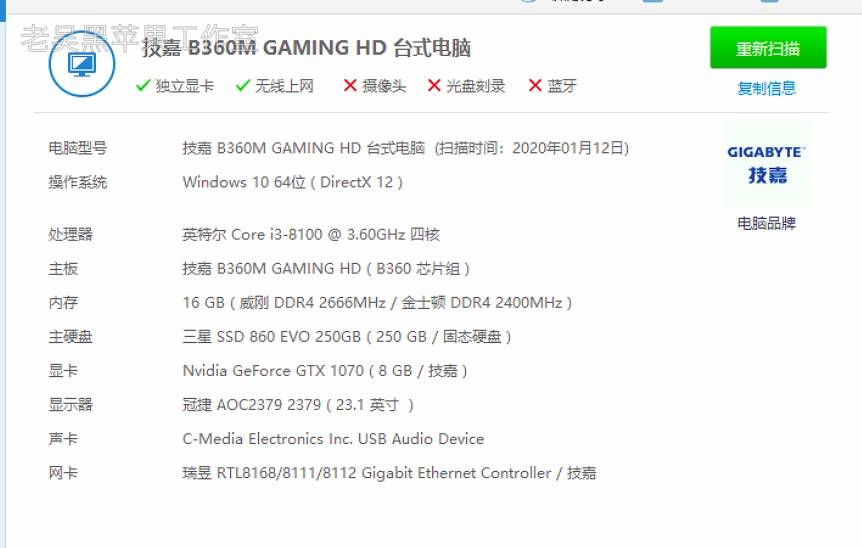 老吴黑苹果工作室
技嘉 B360M GAMING HD 台式电脑
重新扫描
独立显卡 无线上网 摄像头 光盘刻录 蓝牙
复制信息
电脑型号 技嘉 B360M GAMING HD 台式电脑 (扫描时间：2020年01月12日)
操作系统 Windows 10 64位 ( DirectX 12 )
GIGABYTE™
技嘉
电脑品牌
处理器 英特尔 Core i3-8100 @ 3.60GHz 四核
主板 技嘉 B360M GAMING HD ( B360 芯片组 )
内存 16 GB ( 威刚 DDR4 2666MHz / 金士顿 DDR4 2400MHz )
主硬盘 三星 SSD 860 EVO 250GB ( 250 GB / 固态硬盘 )
显卡 Nvidia GeForce GTX 1070 ( 8 GB / 技嘉 )
显示器 冠捷 AOC2379 2379 ( 23.1 英寸 )
声卡 C-Media Electronics Inc. USB Audio Device
网卡 瑞昱 RTL8168/8111/8112 Gigabit Ethernet Controller / 技嘉